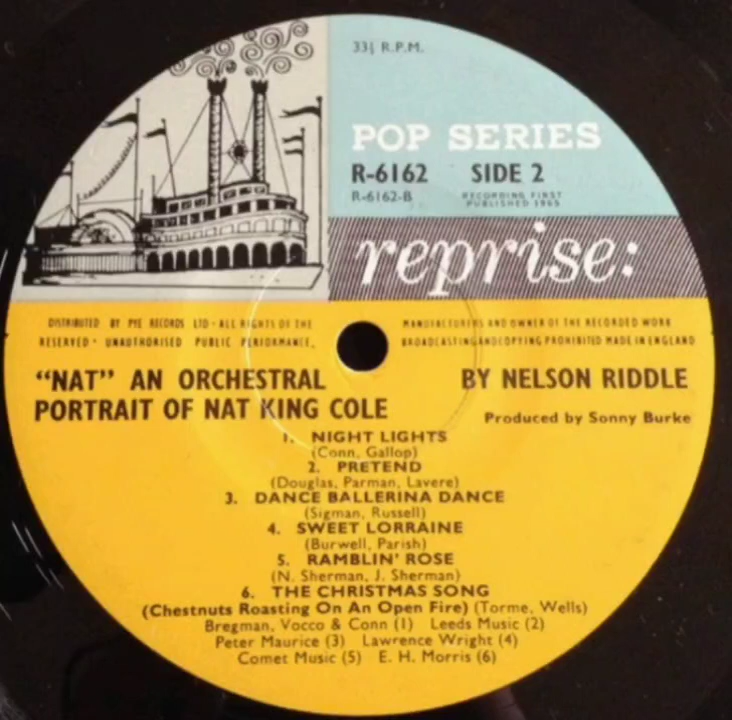 33⅓ R.P.M.
POP SERIES
R-6162 SIDE 2
R-6162-B RECORDING FIRST
PUBLISHED 1965
reprise:
DISTRIBUTED BY PYE RECORDS LTD · ALL RIGHTS OF THE MANUFACTURERS AND OWNER OF THE RECORDED WORK
RESERVED · UNAUTHORISED PUBLIC PERFORMANCE, BROADCASTING AND COPYING PROHIBITED MADE IN ENGLAND
“NAT” AN ORCHESTRAL
PORTRAIT OF NAT KING COLE
BY NELSON RIDDLE
Produced by Sonny Burke
1. NIGHT LIGHTS
(Conn, Gallop)
2. PRETEND
(Douglas, Parman, Lavere)
3. DANCE BALLERINA DANCE
(Sigman, Russell)
4. SWEET LORRAINE
(Burwell, Parish)
5. RAMBLIN' ROSE
(N. Sherman, J. Sherman)
6. THE CHRISTMAS SONG
(Chestnuts Roasting On An Open Fire) (Torme, Wells)
Bregman, Vocco & Conn (1) Leeds Music (2)
Peter Maurice (3) Lawrence Wright (4)
Comet Music (5) E. H. Morris (6)